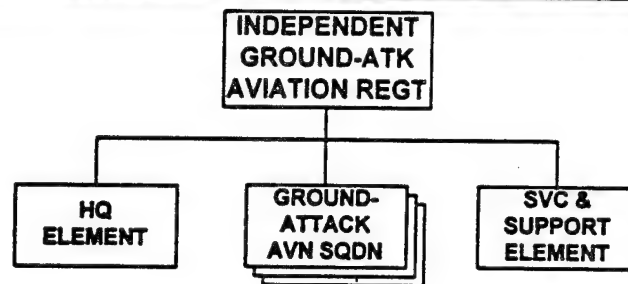 INDEPENDENT
GROUND-ATK
AVIATION REGT
HQ
ELEMENT
GROUND-
ATTACK
AVN SQDN
SVC &
SUPPORT
ELEMENT